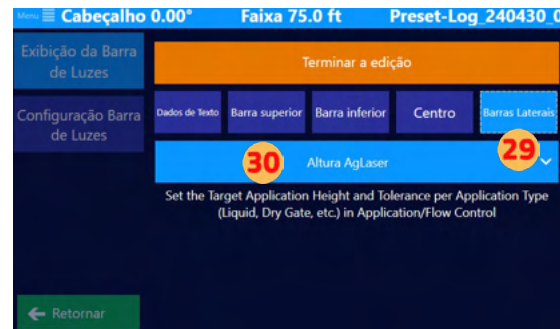 Menu Cabeçalho 0.00° Faixa 75.0 ft Preset-Log_240430_
Exibição da Barra
de Luzes
Terminar a edição
Configuração Barra
de Luzes
Dados de Texto Barra superior Barra inferior Centro Barras Laterais
29
30 Altura AgLaser
Set the Target Application Height and Tolerance per Application Type
(Liquid, Dry Gate, etc.) in Application/Flow Control
Retornar